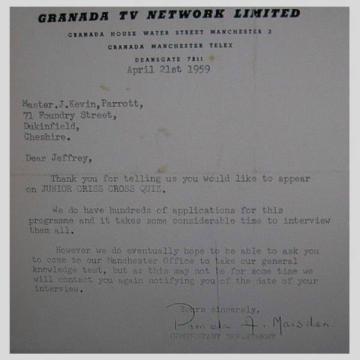 GRANADA TV NETWORK LIMITED
GRANADA HOUSE WATER STREET MANCHESTER 3
GRANADA MANCHESTER TELEX
DEANSGATE 7211
April 21st 1959
Master.J.Kevin,Parrott,
71 Foundry Street,
Dukinfield,
Cheshire.
Dear Jeffrey,
Thank you for telling us you would like to appear
on JUNIOR CRISS CROSS QUIZ.
We do have hundreds of applications for this
programme and it takes some considerable time to interview
them all.
However we do eventually hope to be able to ask you
to come to our Manchester Office to take our general
knowledge test, but as this may not be for some time we
will contact you again notifying you of the date of your
interview.
Yours sincerely,
Pamela A. Marsden
CONTESTANT DEPARTMENT